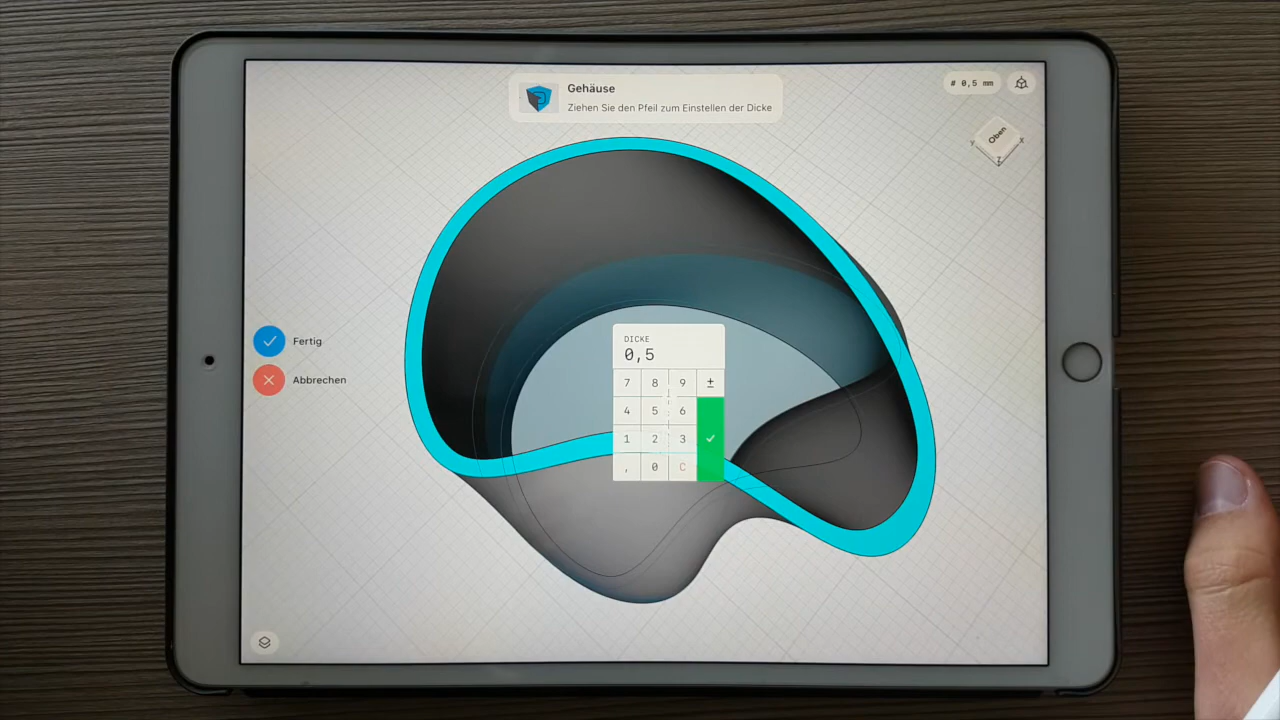 Gehäuse
Ziehen Sie den Pfeil zum Einstellen der Dicke
# 0,5 mm
Oben
Y
X
Z
Fertig
Abbrechen
DICKE
0,5
7 8 9 ±
4 5 6
1 2 3
, 0 C